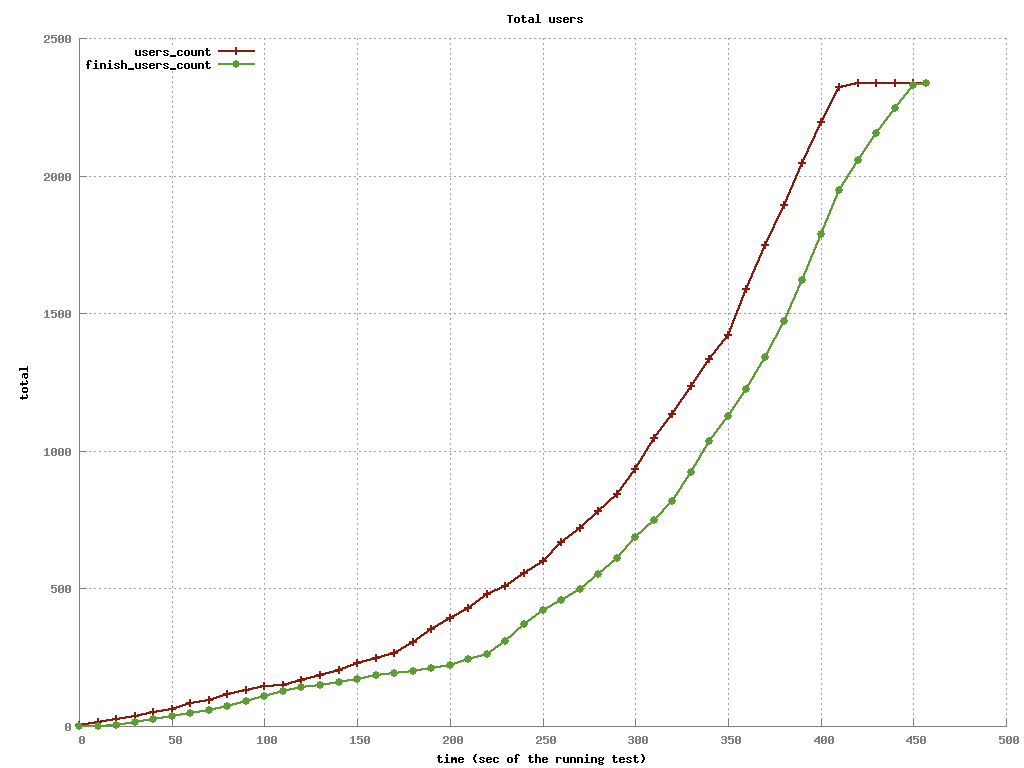 Total users
users_count
finish_users_count
2500
2000
1500
1000
500
0
total
0 50 100 150 200 250 300 350 400 450 500
time (sec of the running test)